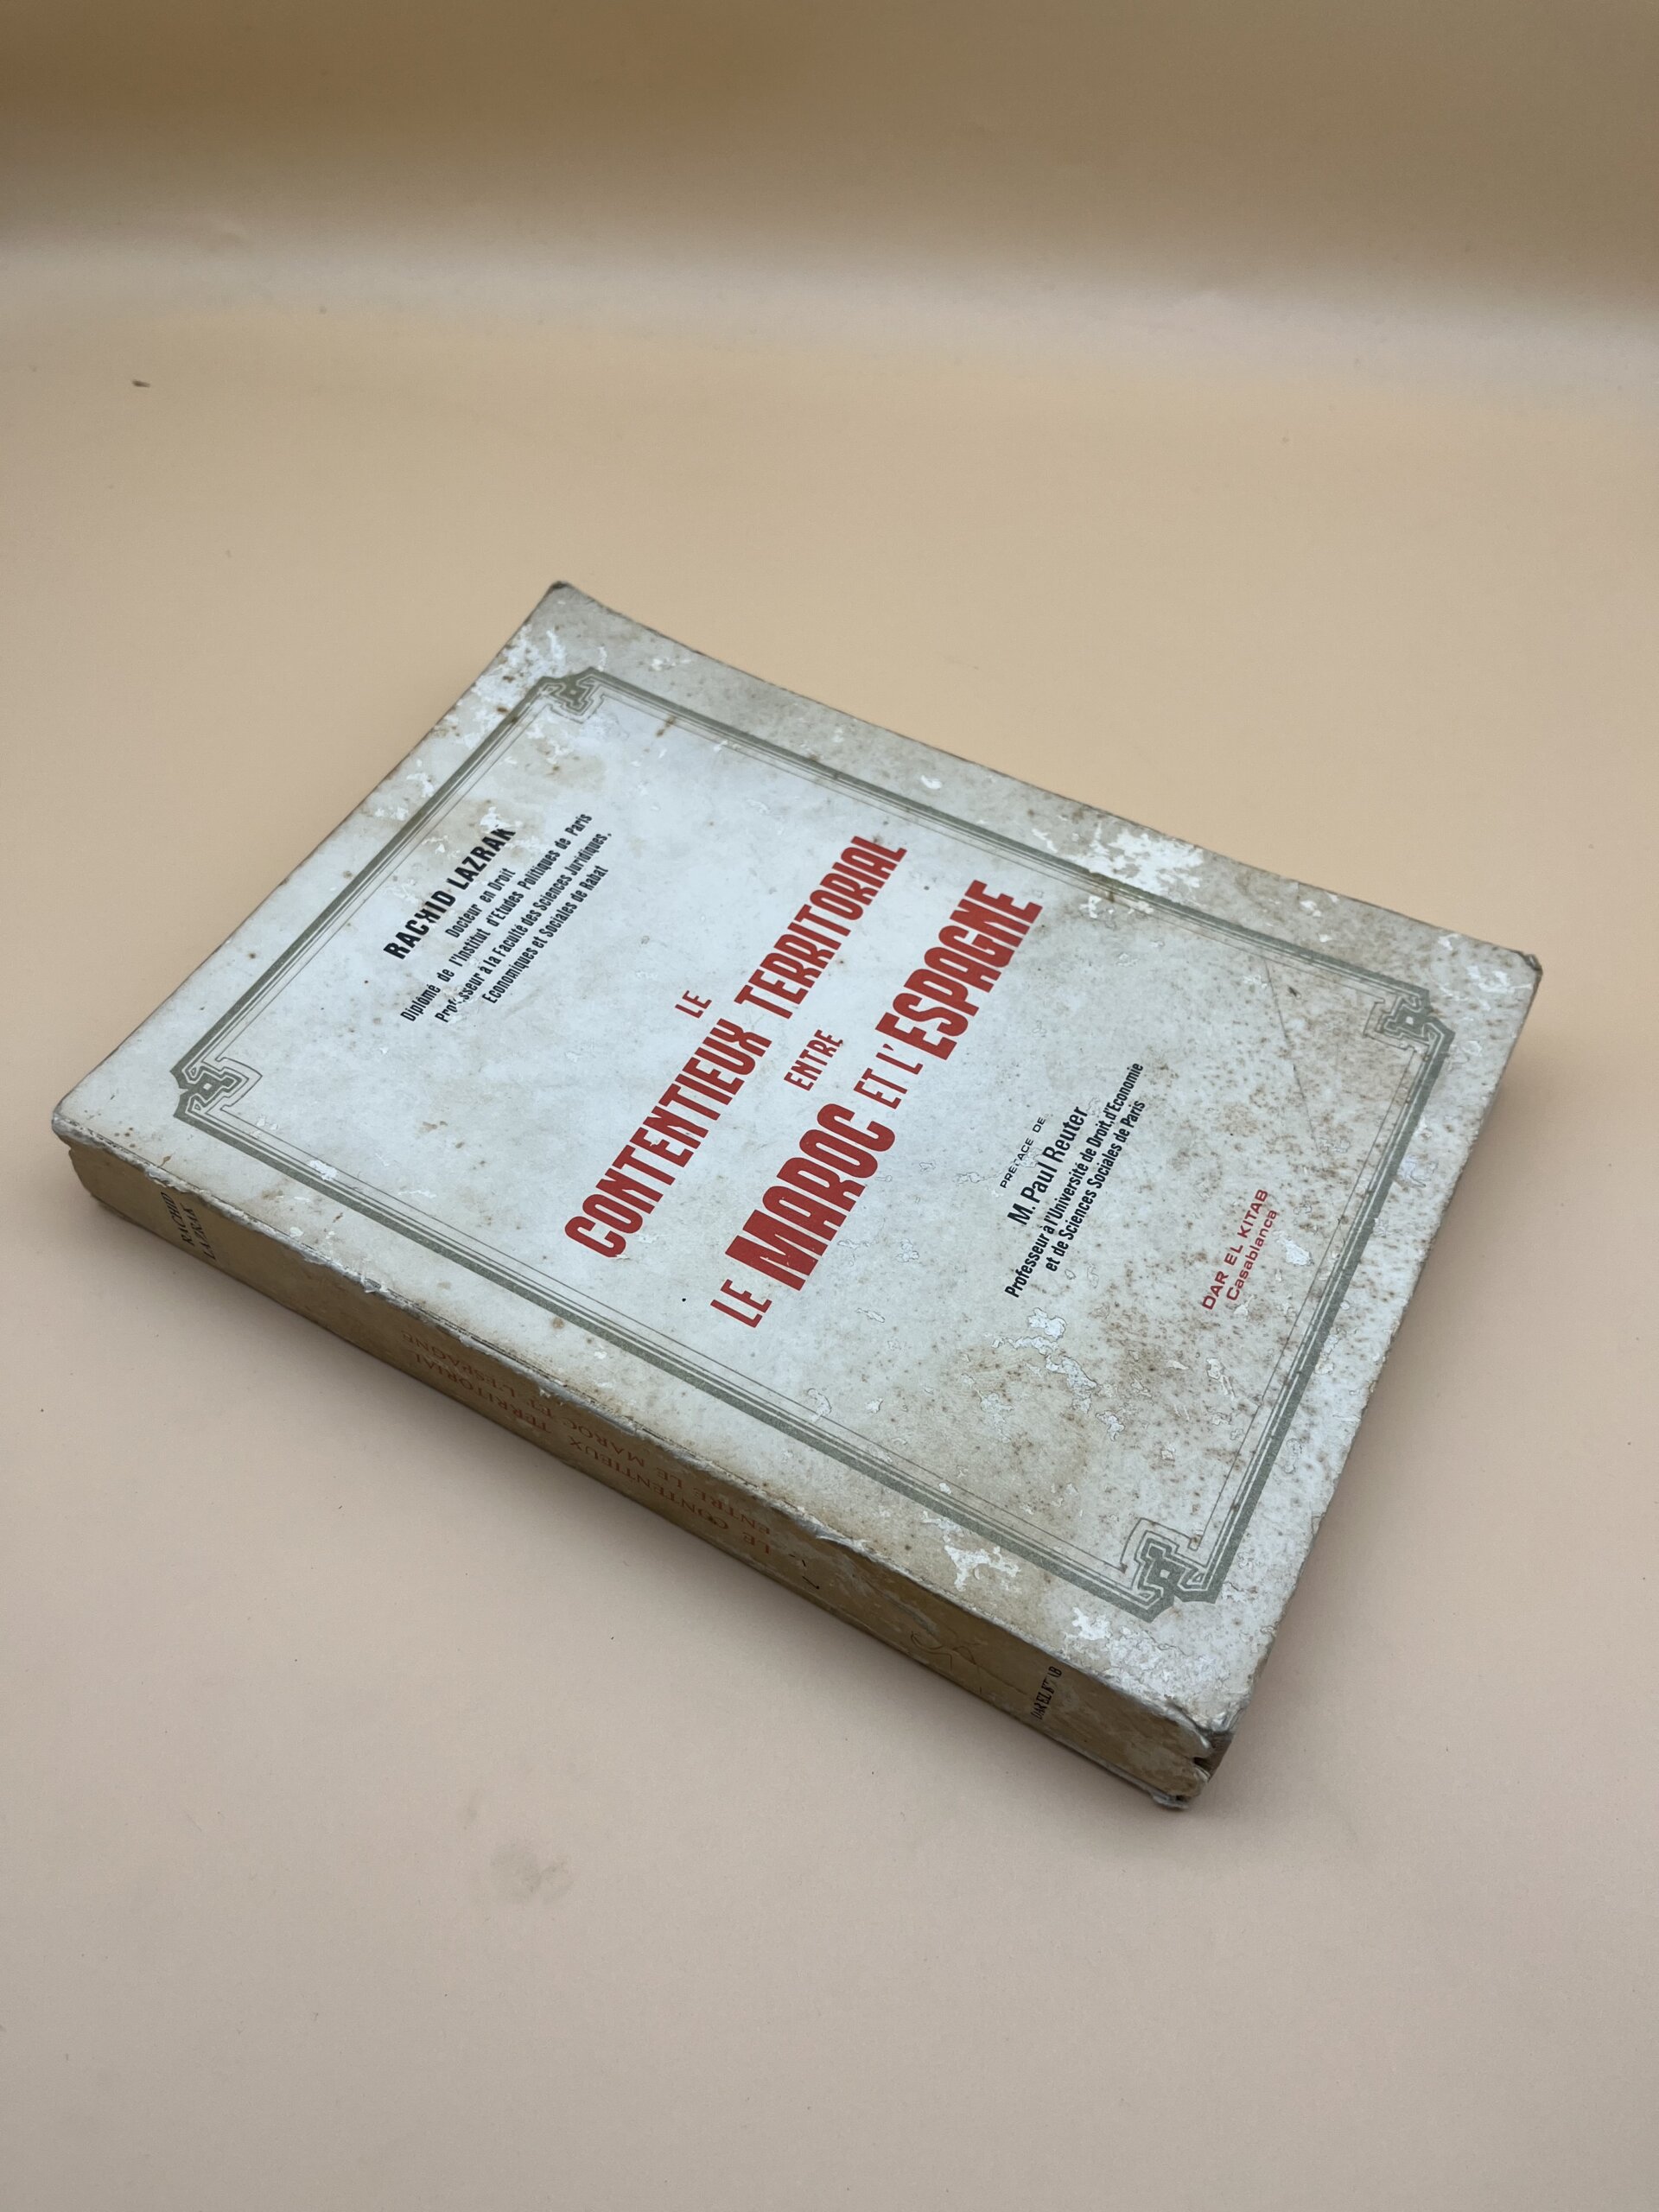 RACHID LAZRAK
Docteur en Droit
Diplômé de l'Institut d'Etudes Politiques de Paris
Professeur à la Faculté des Sciences Juridiques,
Economiques et Sociales de Rabat
LE
CONTENTIEUX TERRITORIAL
ENTRE
LE MAROC ET L'ESPAGNE
PRÉFACE DE
M. Paul Reuter
Professeur à l'Université de Droit, d'Economie
et de Sciences Sociales de Paris
DAR EL KITAB
Casablanca
RACHID
LAZRAK
LE CONTENTIEUX TERRITORIAL
ENTRE LE MAROC ET L'ESPAGNE
DAR EL KITAB